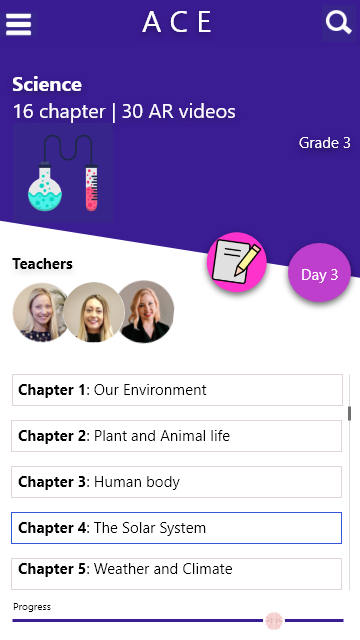 A C E
Science
16 chapter | 30 AR videos
Grade 3
Day 3
Teachers
Chapter 1: Our Environment
Chapter 2: Plant and Animal life
Chapter 3: Human body
Chapter 4: The Solar System
Chapter 5: Weather and Climate
Progress